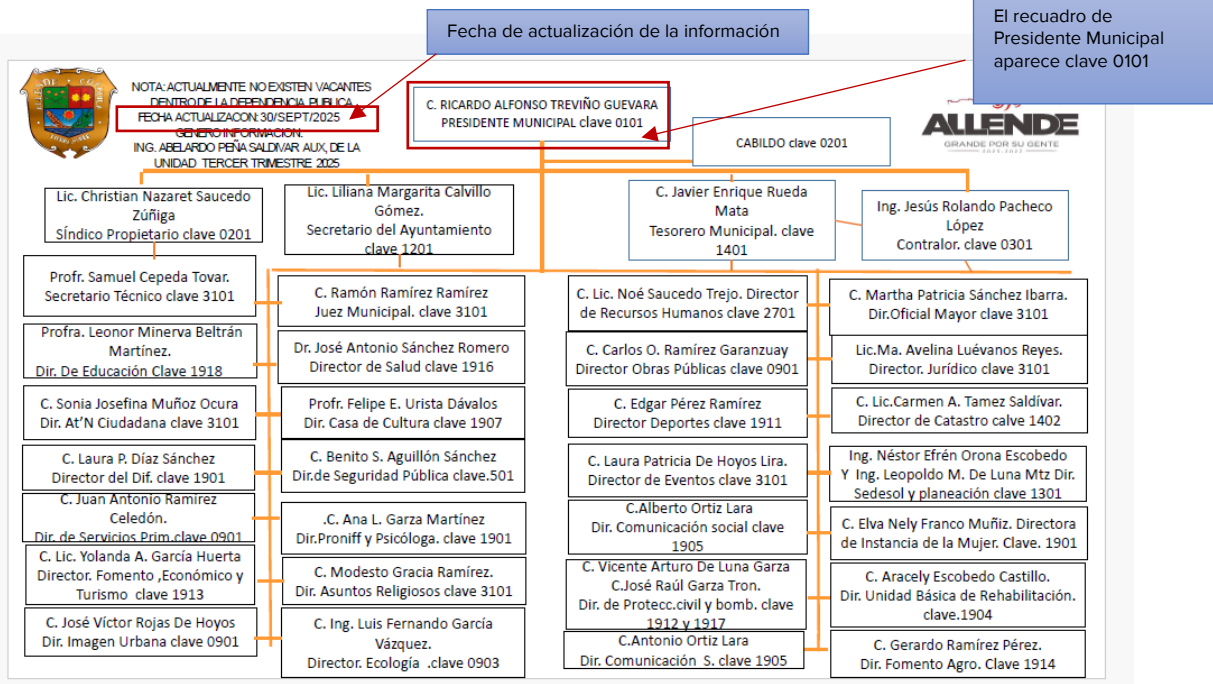 Fecha de actualización de la información
El recuadro de
Presidente Municipal
aparece clave 0101
NOTA: ACTUALMENTE NO EXISTEN VACANTES
DENTRO DE LA DEPENDENCIA PUBLICA
FECHA ACTUALIZACON: 30/SEPT/2025
GENERO INFORMACION:
ING. ABELARDO PEÑA SALDIVAR AUX, DE LA
UNIDAD TERCER TRIMESTRE 2025
C. RICARDO ALFONSO TREVIÑO GUEVARA
PRESIDENTE MUNICIPAL clave 0101
CABILDO clave 0201
ALLENDE
GRANDE POR SU GENTE
Lic. Christian Nazaret Saucedo
Zúñiga
Síndico Propietario clave 0201
Lic. Liliana Margarita Calvillo
Gómez.
Secretario del Ayuntamiento
clave 1201
C. Javier Enrique Rueda
Mata
Tesorero Municipal. clave
1401
Ing. Jesús Rolando Pacheco
López
Contralor. clave 0301
Profr. Samuel Cepeda Tovar.
Secretario Técnico clave 3101
C. Ramón Ramírez Ramírez
Juez Municipal. clave 3101
C. Lic. Noé Saucedo Trejo. Director
de Recursos Humanos clave 2701
C. Martha Patricia Sánchez Ibarra.
Dir.Oficial Mayor clave 3101
Profra. Leonor Minerva Beltrán
Martínez.
Dir. De Educación Clave 1918
Dr. José Antonio Sánchez Romero
Director de Salud clave 1916
C. Carlos O. Ramírez Garanzuay
Director Obras Públicas clave 0901
Lic.Ma. Avelina Luévanos Reyes.
Director. Jurídico clave 3101
C. Sonia Josefina Muñoz Ocura
Dir. At'N Ciudadana clave 3101
Profr. Felipe E. Urista Dávalos
Dir. Casa de Cultura clave 1907
C. Edgar Pérez Ramírez
Director Deportes clave 1911
C. Lic.Carmen A. Tamez Saldívar.
Director de Catastro calve 1402
C. Laura P. Díaz Sánchez
Director del Dif. clave 1901
C. Benito S. Aguillón Sánchez
Dir.de Seguridad Pública clave.501
C. Laura Patricia De Hoyos Lira.
Director de Eventos clave 3101
Ing. Néstor Efrén Orona Escobedo
Y Ing. Leopoldo M. De Luna Mtz Dir.
Sedesol y planeación clave 1301
C. Juan Antonio Ramírez
Celedón.
Dir. de Servicios Prim.clave 0901
.C. Ana L. Garza Martínez
Dir.Proniff y Psicóloga. clave 1901
C.Alberto Ortiz Lara
Dir. Comunicación social clave
1905
C. Elva Nely Franco Muñiz. Directora
de Instancia de la Mujer. Clave. 1901
C. Lic. Yolanda A. García Huerta
Director. Fomento ,Económico y
Turismo clave 1913
C. Modesto Gracia Ramírez.
Dir. Asuntos Religiosos clave 3101
C. Vicente Arturo De Luna Garza
C.José Raúl Garza Tron.
Dir. de Protecc.civil y bomb. clave
1912 y 1917
C. Aracely Escobedo Castillo.
Dir. Unidad Básica de Rehabilitación.
clave.1904
C. José Víctor Rojas De Hoyos
Dir. Imagen Urbana clave 0901
C. Ing. Luis Fernando García
Vázquez.
Director. Ecología .clave 0903
C.Antonio Ortiz Lara
Dir. Comunicación S. clave 1905
C. Gerardo Ramírez Pérez.
Dir. Fomento Agro. Clave 1914